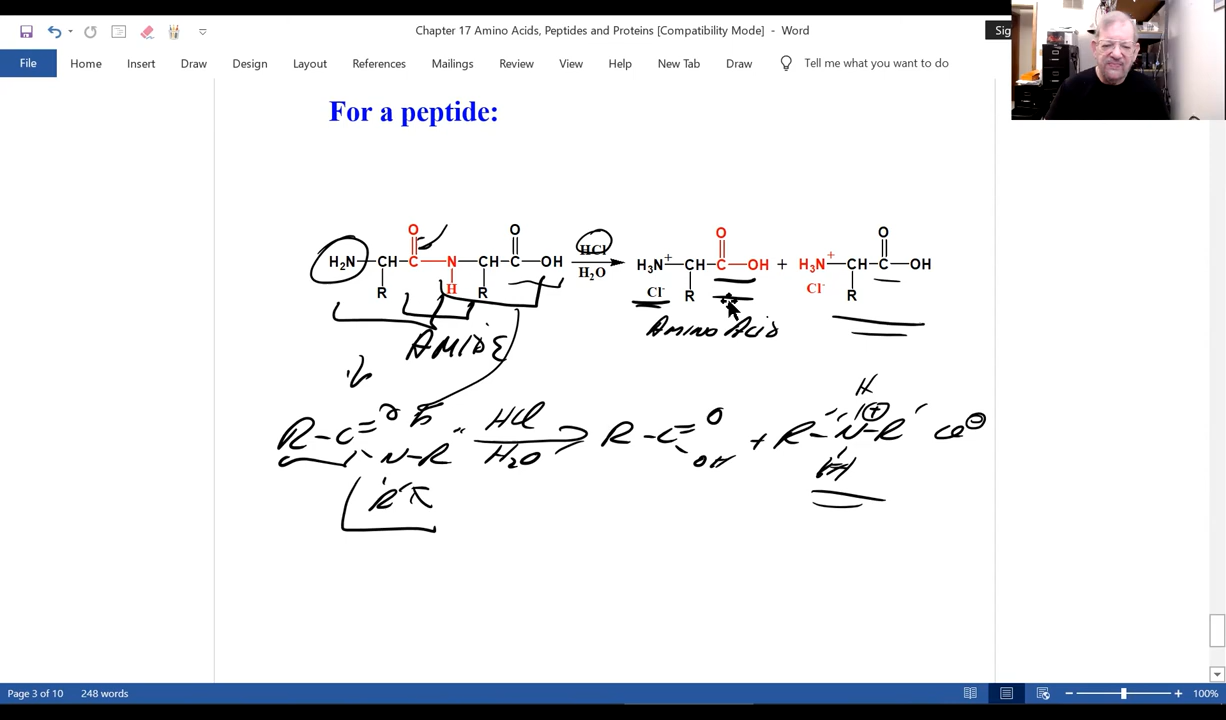 Chapter 17 Amino Acids, Peptides and Proteins [Compatibility Mode] - Word
Sig
File Home Insert Draw Design Layout References Mailings Review View Help New Tab Draw Tell me what you want to do
For a peptide:
O O HCl O O
H₂N-CH-C-N-CH-C-OH H₂O H₃N⁺-CH-C-OH + H₃N⁺-CH-C-OH
R H R Cl⁻ R Cl⁻ R
AMIDE
AMINO ACID
H
R-C=O HCl R-C=O ⊕
N-R" H₂O OH + R-N-R' Cl⊖
R' H
Page 3 of 10 248 words 100%